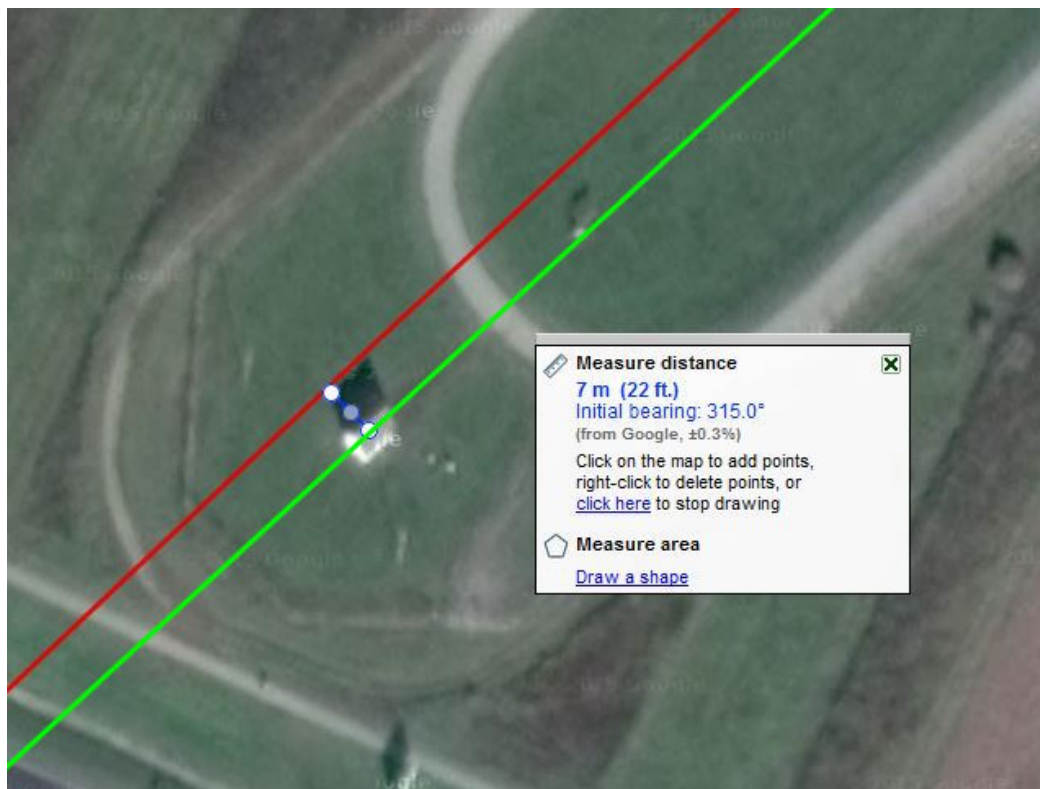 Measure distance
7 m (22 ft.)
Initial bearing: 315.0°
(from Google, ±0.3%)
Click on the map to add points,
right-click to delete points, or
click here to stop drawing
Measure area
Draw a shape